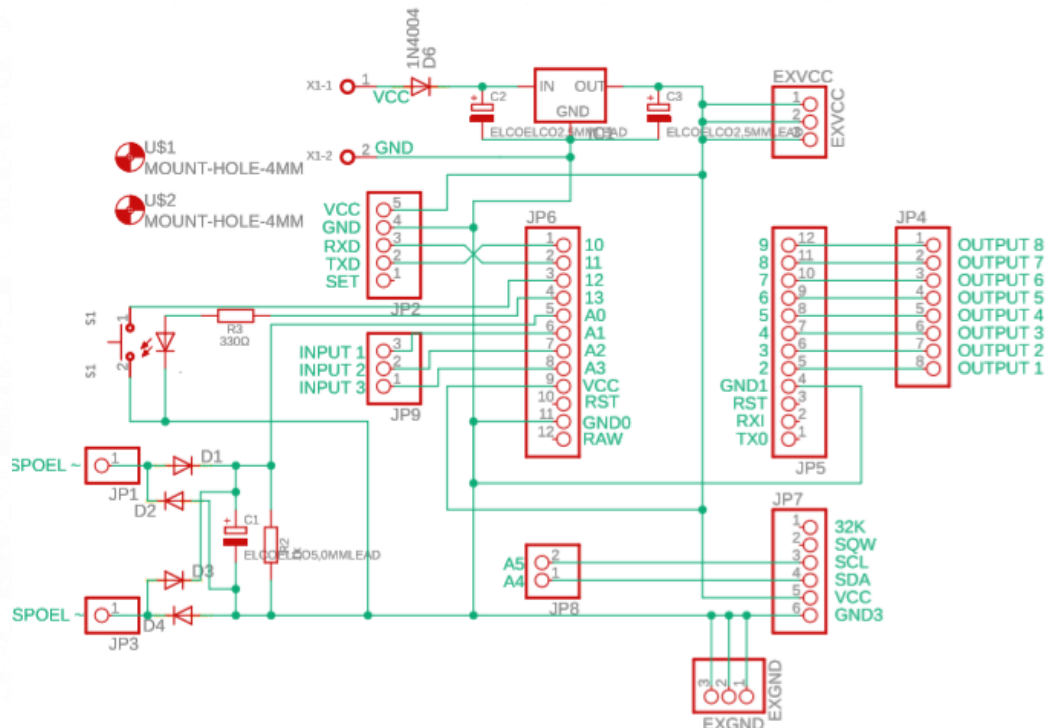 1N4004
D6
X1-1
1
VCC
IN
OUT
GND
+
C2
ELCOELCO2,5MMLEAD
IC1
+
C3
ELCOELCO2,5MMLEAD
EXVCC
1
2
3
EXVCC
X1-2
2
GND
U$1
MOUNT-HOLE-4MM
U$2
MOUNT-HOLE-4MM
VCC 5
GND 4
RXD 3
TXD 2
SET 1
JP2
JP6
1 10
2 11
3 12
4 13
5 A0
6 A1
7 A2
8 A3
9 VCC
10 RST
11 GND0
12 RAW
9 12
8 11
7 10
6 9
5 8
4 7
3 6
2 5
GND1 4
RST 3
RXI 2
TX0 1
JP5
JP4
1 OUTPUT 8
2 OUTPUT 7
3 OUTPUT 6
4 OUTPUT 5
5 OUTPUT 4
6 OUTPUT 3
7 OUTPUT 2
8 OUTPUT 1
S1
1
S1
2
R3
330Ω
INPUT 1 3
INPUT 2 2
INPUT 3 1
JP9
SPOEL ~
1
JP1
D1
D2
+
C1
ELCOELCO5,0MMLEAD
R2
D3
SPOEL ~
1
JP3
D4
A5 2
A4 1
JP8
JP7
1 32K
2 SQW
3 SCL
4 SDA
5 VCC
6 GND3
3
2
1
EXGND
EXGND